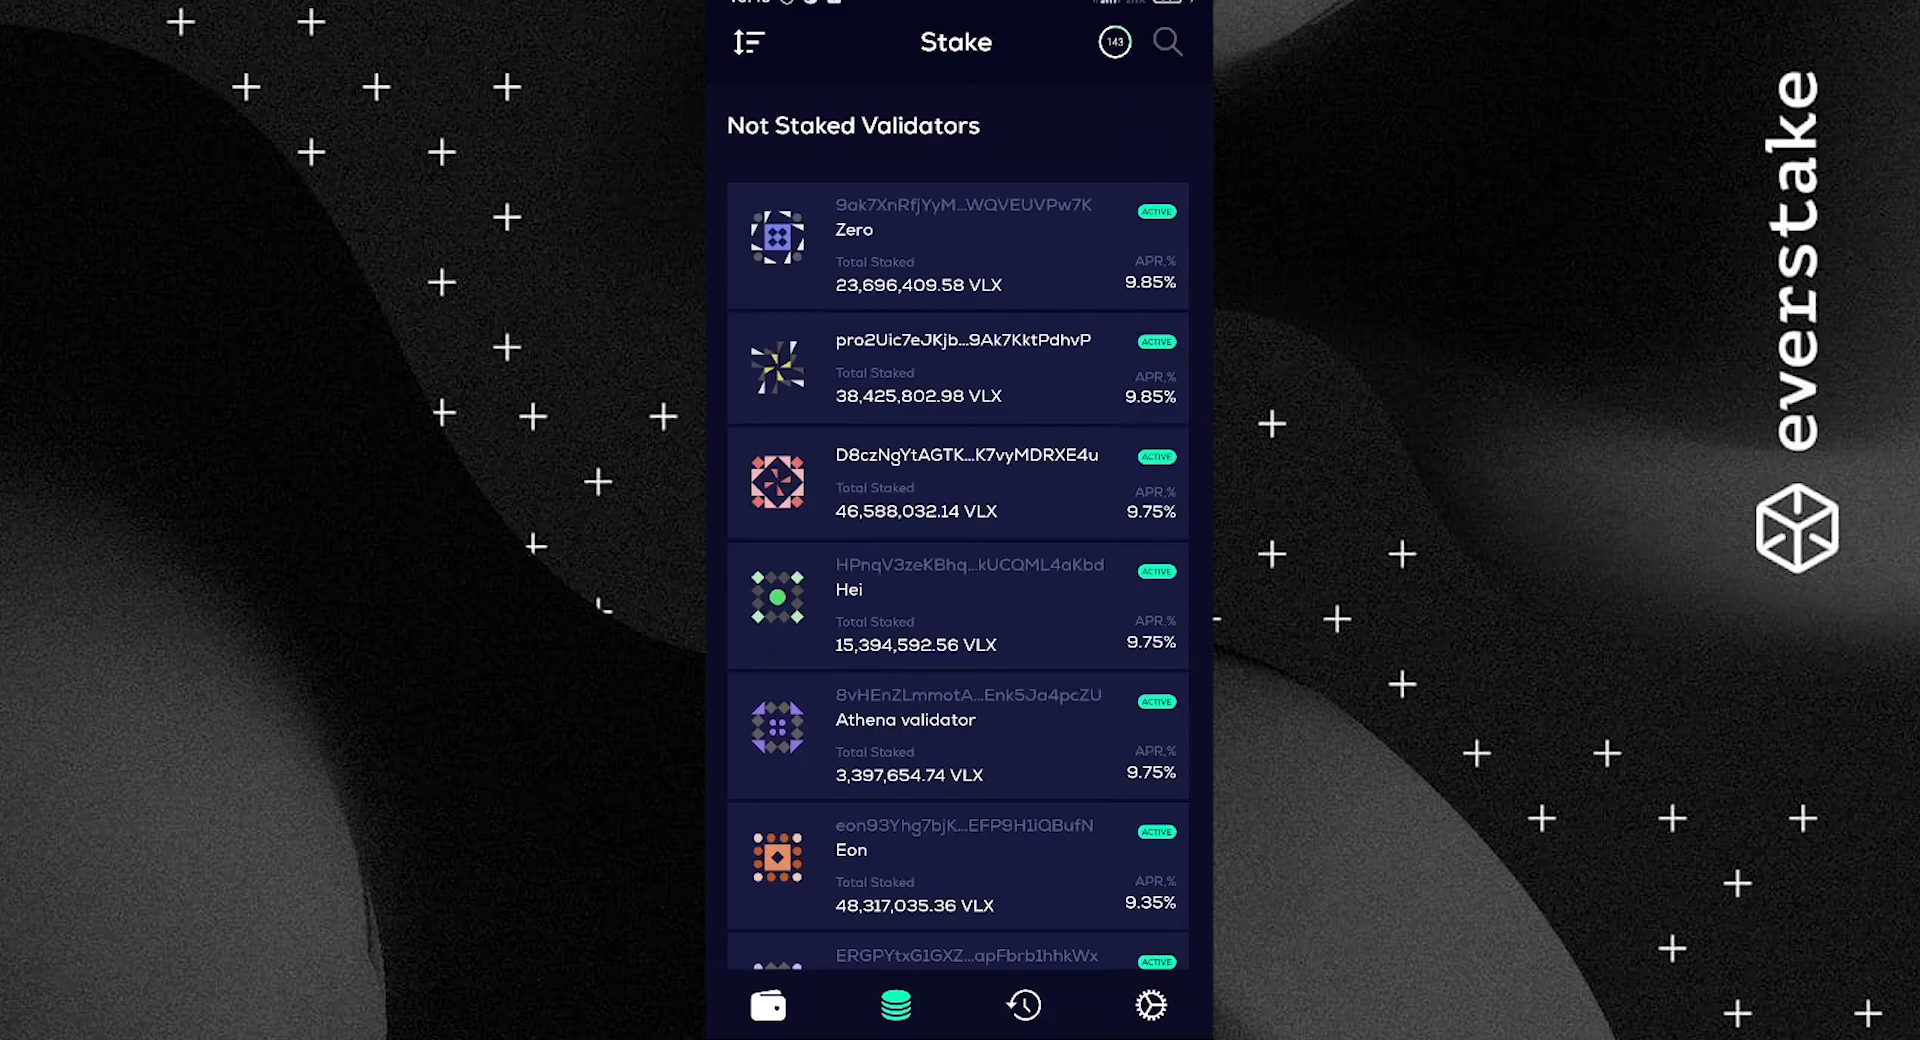 Stake
143
Not Staked Validators
9ak7XnRfjYyM...WQVEUVPw7K
ACTIVE
Zero
Total Staked
APR,%
23,696,409.58 VLX
9.85%
pro2Uic7eJKjb...9Ak7KktPdhvP
ACTIVE
Total Staked
APR,%
38,425,802.98 VLX
9.85%
D8czNgYtAGTK...K7vyMDRXE4u
ACTIVE
Total Staked
APR,%
46,588,032.14 VLX
9.75%
HPnqV3zeKBhq...kUCQML4aKbd
ACTIVE
Hei
Total Staked
APR,%
15,394,592.56 VLX
9.75%
8vHEnZLmmotA...Enk5Ja4pcZU
ACTIVE
Athena validator
Total Staked
APR,%
3,397,654.74 VLX
9.75%
eon93Yhg7bjK...EFP9H1iQBufN
ACTIVE
Eon
Total Staked
APR,%
48,317,035.36 VLX
9.35%
ERGPYtxG1GXZ...apFbrb1hhkWx
ACTIVE
everstake